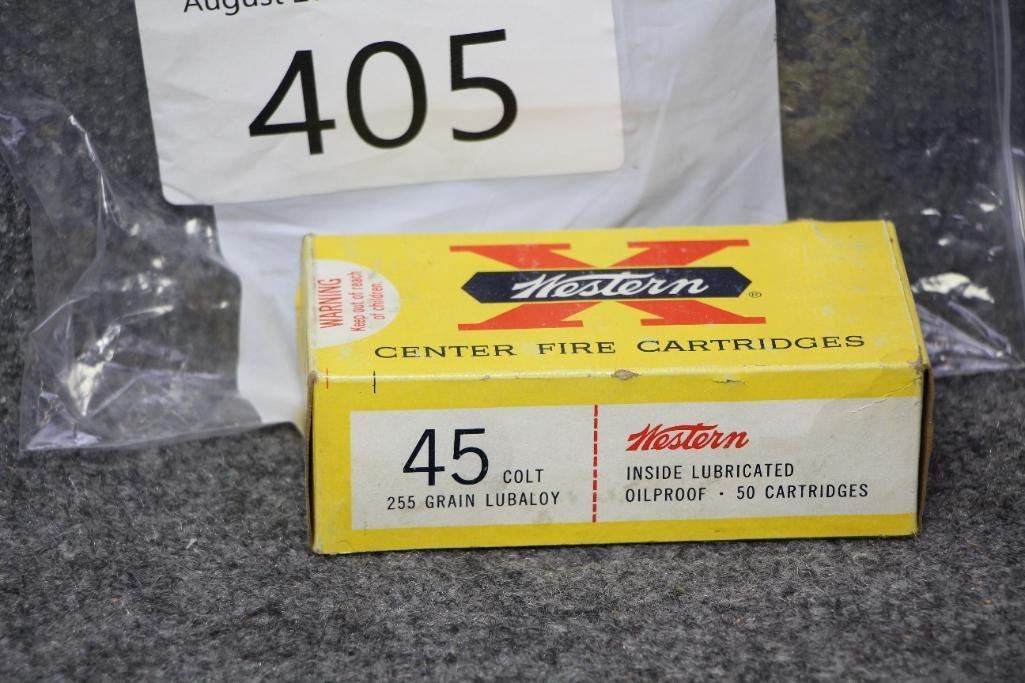 August
405
WARNING
Keep out of reach
of children.
Western
®
CENTER FIRE CARTRIDGES
45 COLT
255 GRAIN LUBALOY
Western
INSIDE LUBRICATED
OILPROOF · 50 CARTRIDGES